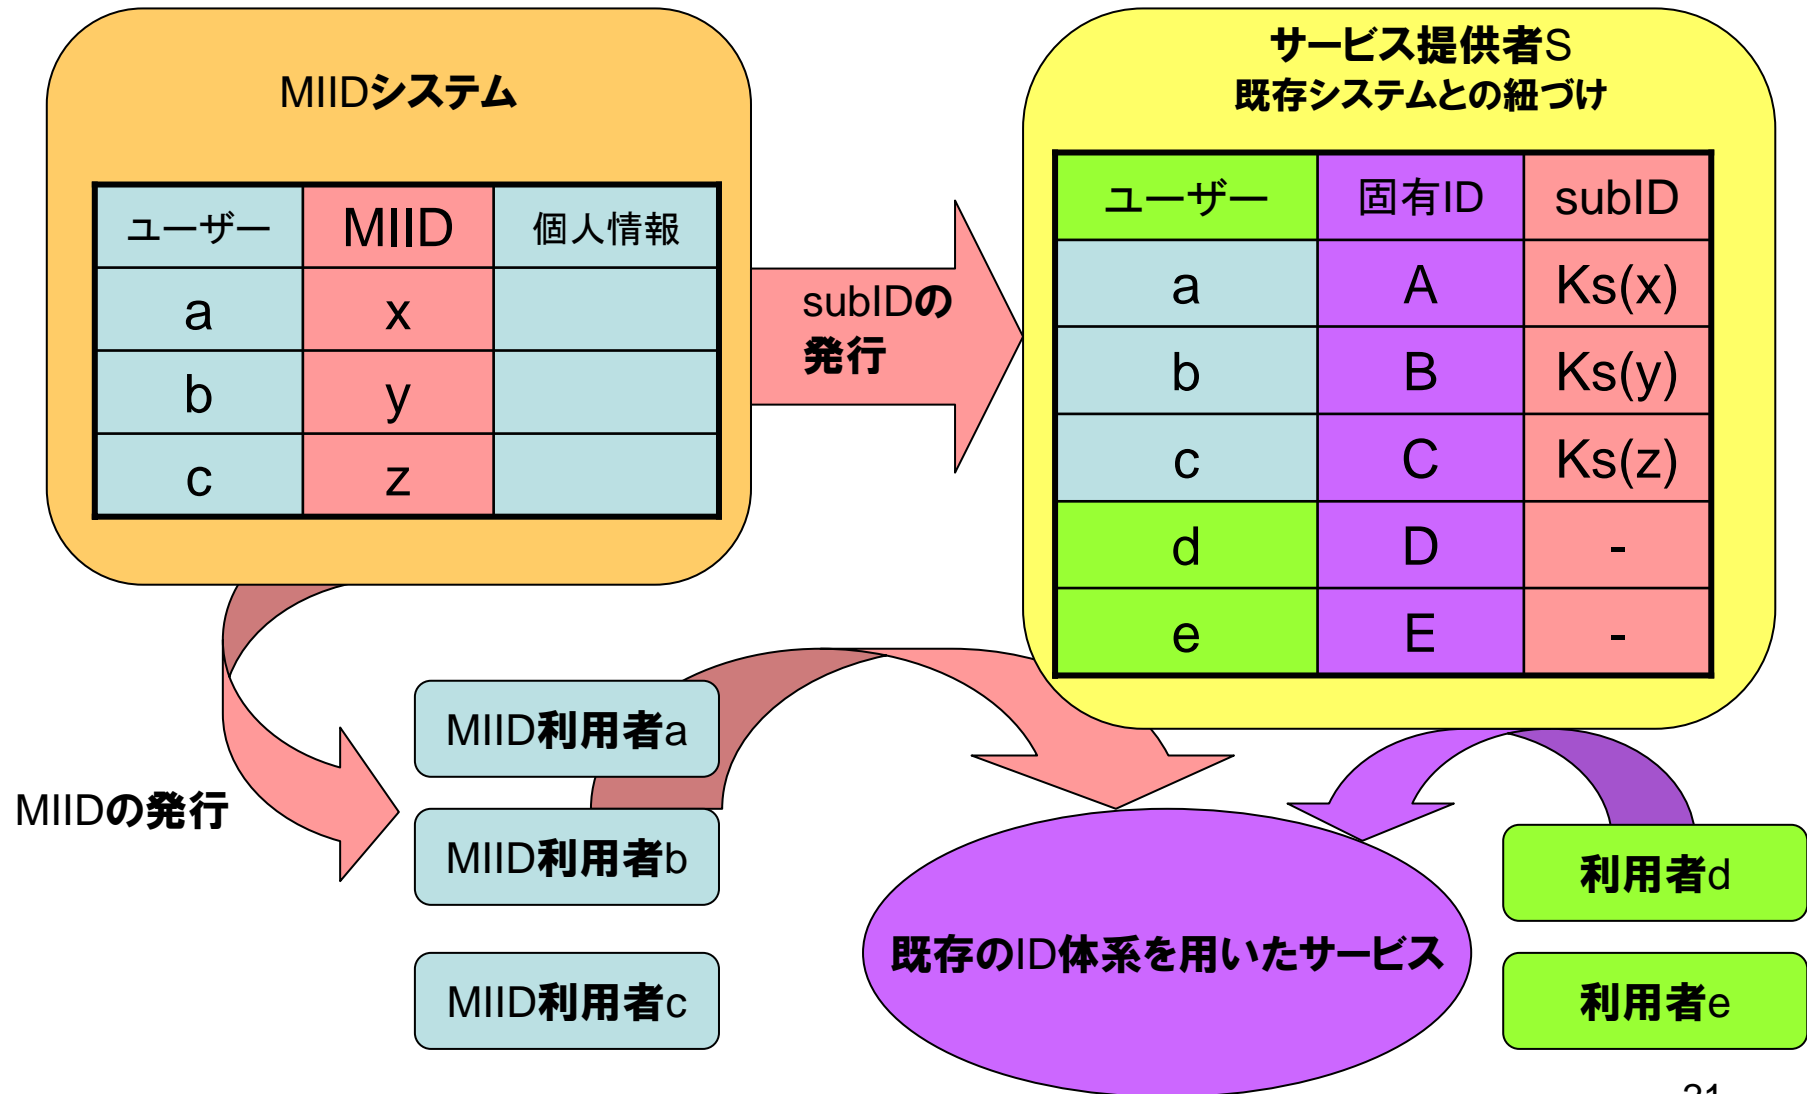 MIIDシステム
ユーザー MIID 個人情報
a x
b y
c z
subIDの
発行
サービス提供者S
既存システムとの紐づけ
ユーザー 固有ID subID
a A Ks(x)
b B Ks(y)
c C Ks(z)
d D -
e E -
MIIDの発行
MIID利用者a
MIID利用者b
MIID利用者c
既存のID体系を用いたサービス
利用者d
利用者e